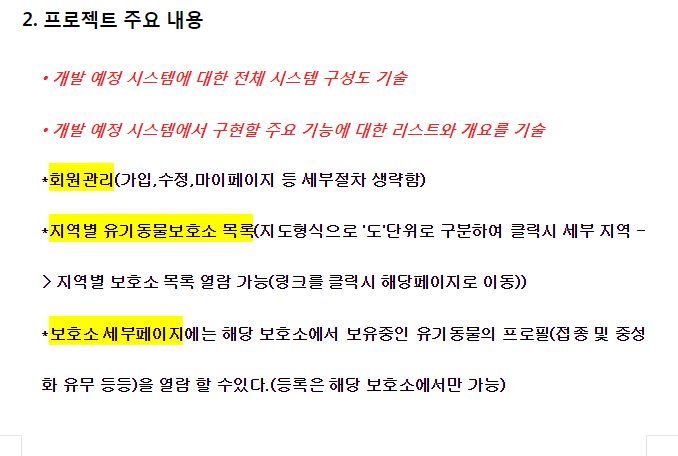 2. 프로젝트 주요 내용
• 개발 예정 시스템에 대한 전체 시스템 구성도 기술
• 개발 예정 시스템에서 구현할 주요 기능에 대한 리스트와 개요를 기술
*회원관리(가입,수정,마이페이지 등 세부절차 생략함)
*지역별 유기동물보호소 목록(지도형식으로 '도'단위로 구분하여 클릭시 세부 지역 –
> 지역별 보호소 목록 열람 가능(링크를 클릭시 해당페이지로 이동))
*보호소 세부페이지에는 해당 보호소에서 보유중인 유기동물의 프로필(접종 및 중성
화 유무 등등)을 열람 할 수있다.(등록은 해당 보호소에서만 가능)